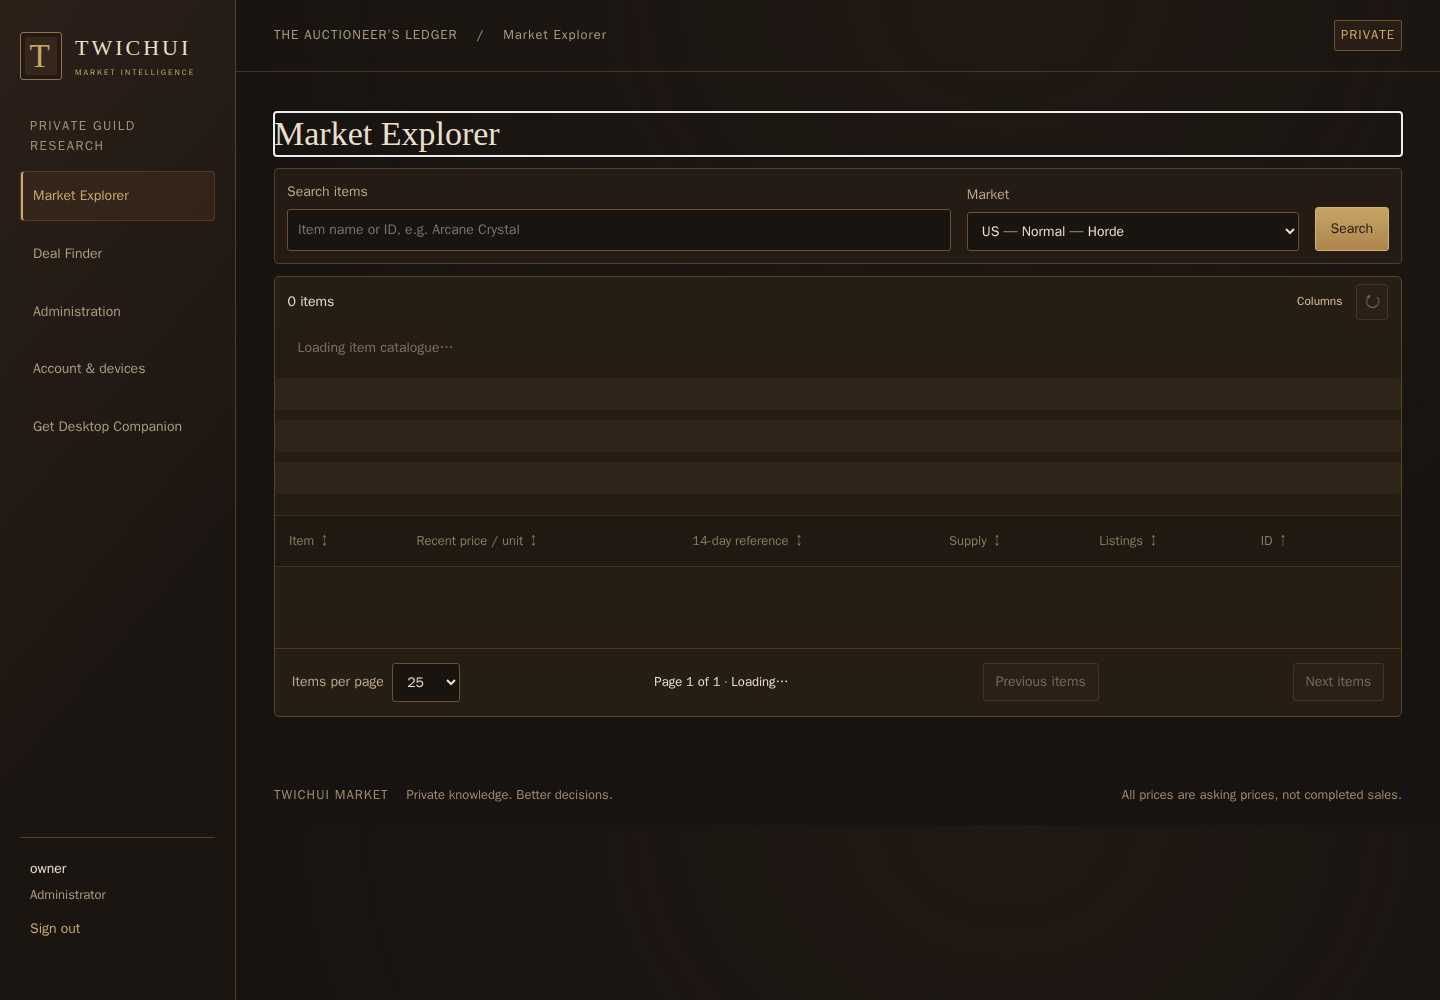 T
TWICHUI
MARKET INTELLIGENCE
PRIVATE GUILD
RESEARCH
Market Explorer
Deal Finder
Administration
Account & devices
Get Desktop Companion
owner
Administrator
Sign out
THE AUCTIONEER'S LEDGER / Market Explorer
PRIVATE
Market Explorer
Search items
Item name or ID, e.g. Arcane Crystal
Market
US — Normal — Horde
Search
0 items
Columns
Loading item catalogue…
Item ↕ Recent price / unit ↕ 14-day reference ↕ Supply ↕ Listings ↕ ID ↑
Items per page 25 Page 1 of 1 · Loading… Previous items Next items
TWICHUI MARKET Private knowledge. Better decisions. All prices are asking prices, not completed sales.